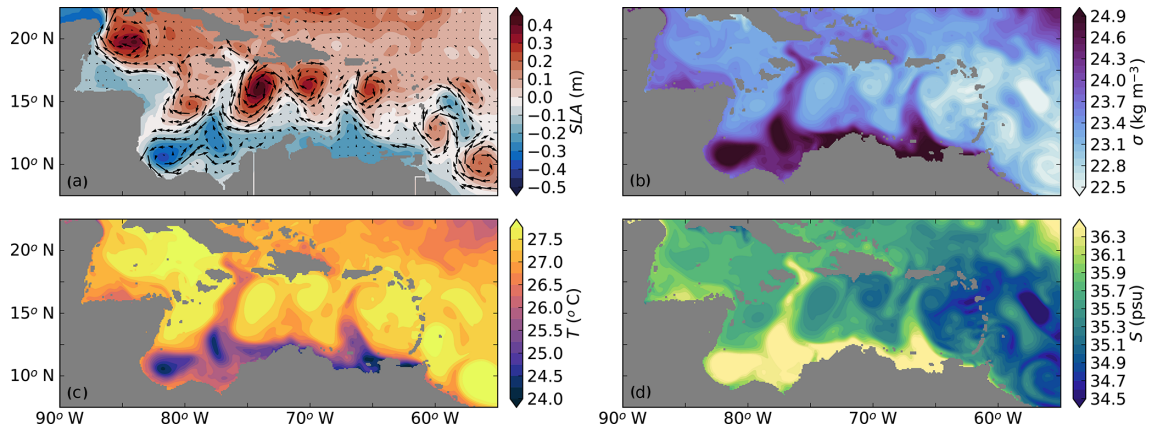 20° N
15° N
10° N
(a)
0.4
0.3
0.2
0.1
0.0
−0.1
−0.2
−0.3
−0.4
−0.5
SLA (m)
(b)
24.9
24.6
24.3
24.0
23.7
23.4
23.1
22.8
22.5
σ (kg m⁻³)
20° N
15° N
10° N
(c)
90° W
80° W
70° W
60° W
27.5
27.0
26.5
26.0
25.5
25.0
24.5
24.0
T (° C)
(d)
90° W
80° W
70° W
60° W
36.3
36.1
35.9
35.7
35.5
35.3
35.1
34.9
34.7
34.5
S (psu)